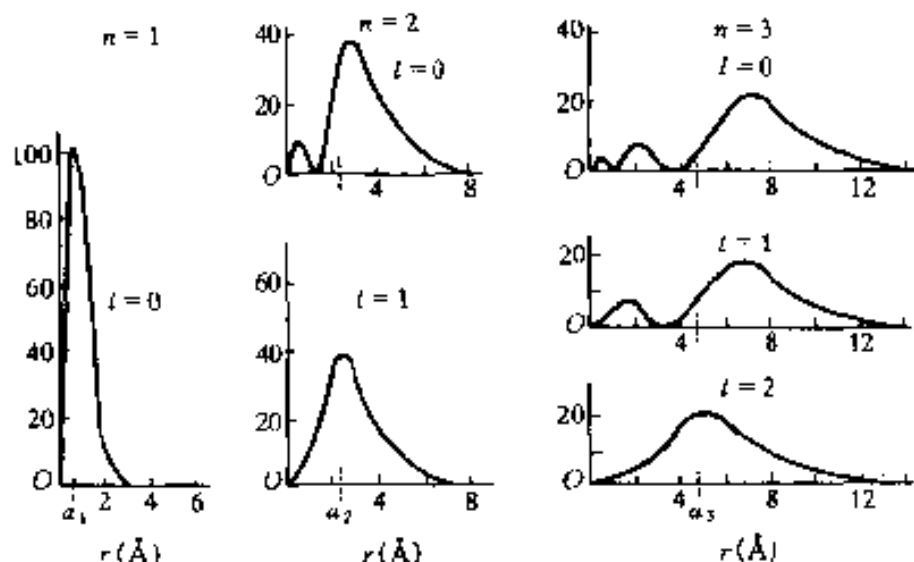 n = 1
100
80
60
40
20
O
l = 0
a₁ 2 4 6
r(Å)
n = 2
l = 0
40
20
O
4 8
l = 1
60
40
20
O
a₂ 4 8
r(Å)
n = 3
l = 0
40
20
O
4 8 12
l = 1
20
O
4 8 12
l = 2
20
O
4 a₃ 8 12
r(Å)